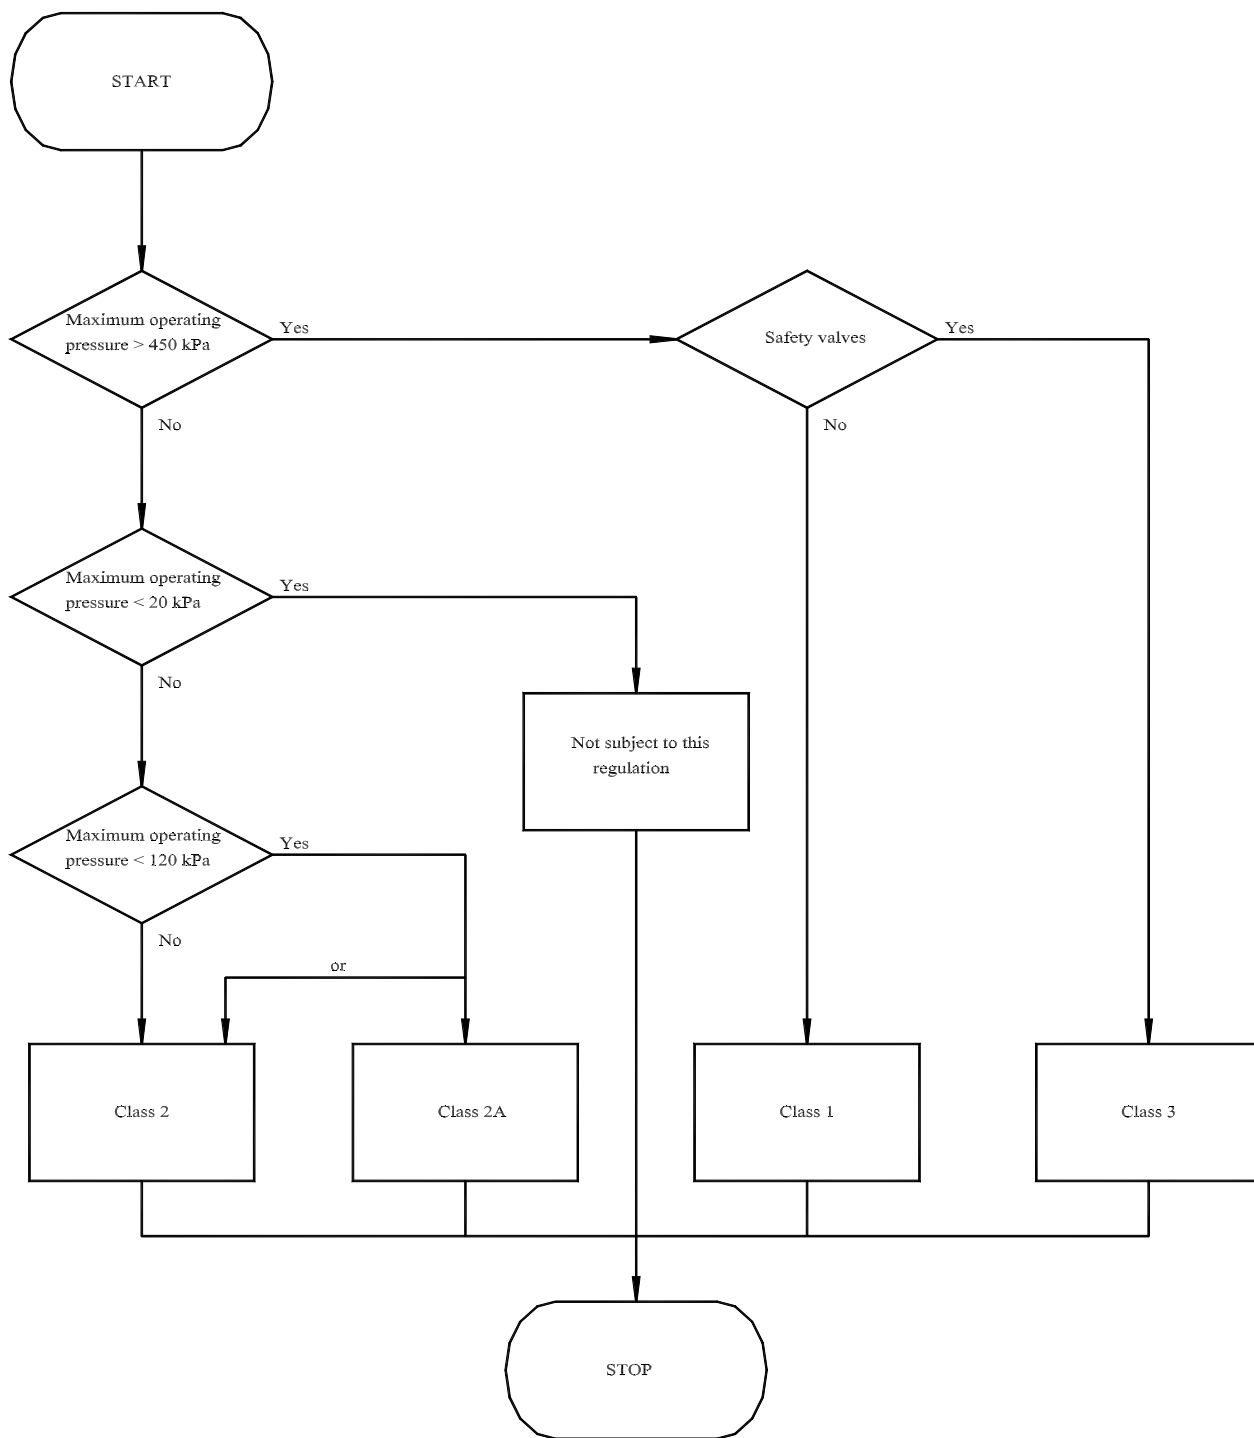 START
Maximum operating
pressure > 450 kPa
Yes
Safety valves
Yes
No
No
Maximum operating
pressure < 20 kPa
Yes
No
Not subject to this
regulation
Maximum operating
pressure < 120 kPa
Yes
No
or
Class 2
Class 2A
Class 1
Class 3
STOP